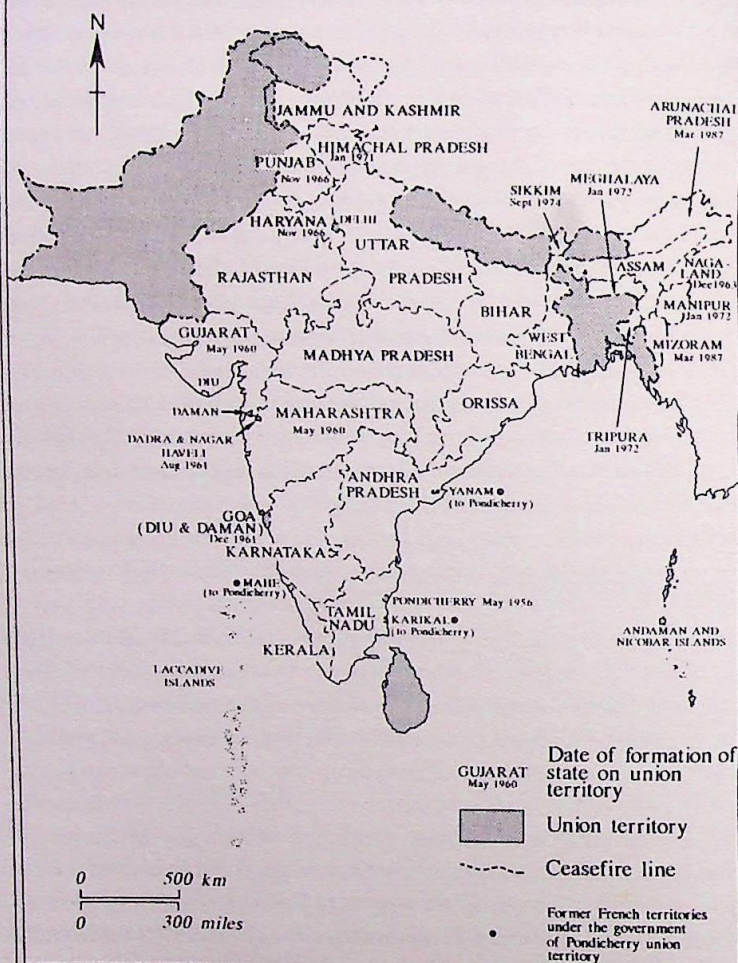 N
JAMMU AND KASHMIR
HIMACHAL PRADESH
Jan 1971
PUNJAB
Nov 1966
HARYANA
Nov 1966
DELHI
UTTAR
PRADESH
RAJASTHAN
SIKKIM
Sept 1974
MEGHALAYA
Jan 1972
ARUNACHAL
PRADESH
Mar 1987
ASSAM
NAGA-
LAND
Dec 1963
MANIPUR
Jan 1972
MIZORAM
Mar 1987
BIHAR
WEST
BENGAL
TRIPURA
Jan 1972
GUJARAT
May 1960
MADHYA PRADESH
DIU
DAMAN
DADRA & NAGAR
HAVELI
Aug 1961
MAHARASHTRA
May 1960
ORISSA
ANDHRA
PRADESH
YANAM
(to Pondicherry)
GOA
(DIU & DAMAN)
Dec 1961
KARNATAKA
MAHE
(to Pondicherry)
PONDICHERRY May 1956
TAMIL
NADU
KARIKAL
(to Pondicherry)
KERALA
LACCADIVE
ISLANDS
ANDAMAN AND
NICOBAR ISLANDS
GUJARAT
May 1960
Date of formation of
state on union
territory
Union territory
Ceasefire line
Former French territories
under the government
of Pondicherry union
territory
0 500 km
0 300 miles